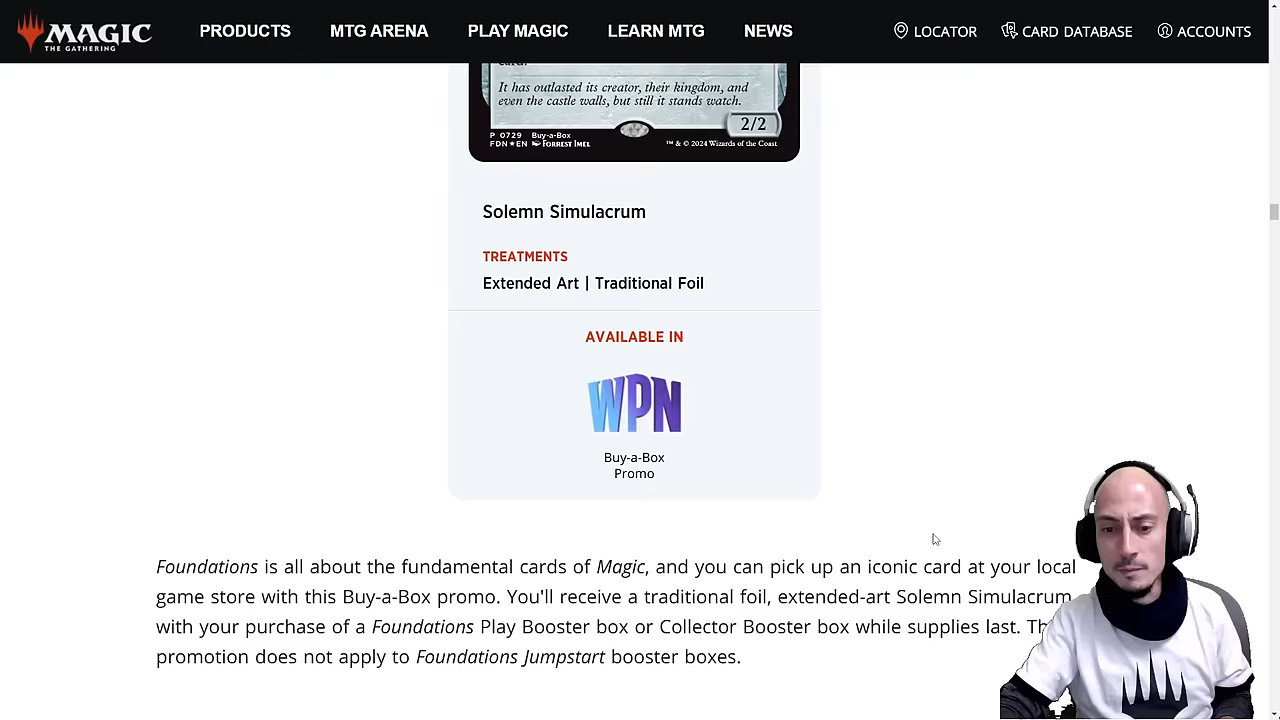 MAGIC
THE GATHERING
PRODUCTS
MTG ARENA
PLAY MAGIC
LEARN MTG
NEWS
LOCATOR
CARD DATABASE
ACCOUNTS
card.
It has outlasted its creator, their kingdom, and
even the castle walls, but still it stands watch.
2/2
P 0729 Buy-a-Box
FDN★EN FORREST IMEL
™ & © 2024 Wizards of the Coast
Solemn Simulacrum
TREATMENTS
Extended Art | Traditional Foil
AVAILABLE IN
WPN
Buy-a-Box
Promo
Foundations is all about the fundamental cards of Magic, and you can pick up an iconic card at your local
game store with this Buy-a-Box promo. You'll receive a traditional foil, extended-art Solemn Simulacrum
with your purchase of a Foundations Play Booster box or Collector Booster box while supplies last.
promotion does not apply to Foundations Jumpstart booster boxes.